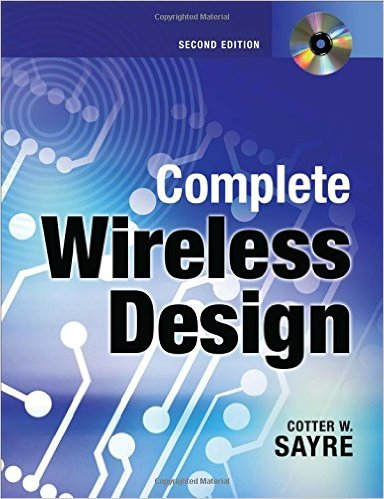 Copyrighted Material
SECOND EDITION
Complete
Wireless
Design
COTTER W.
SAYRE
Copyrighted Material